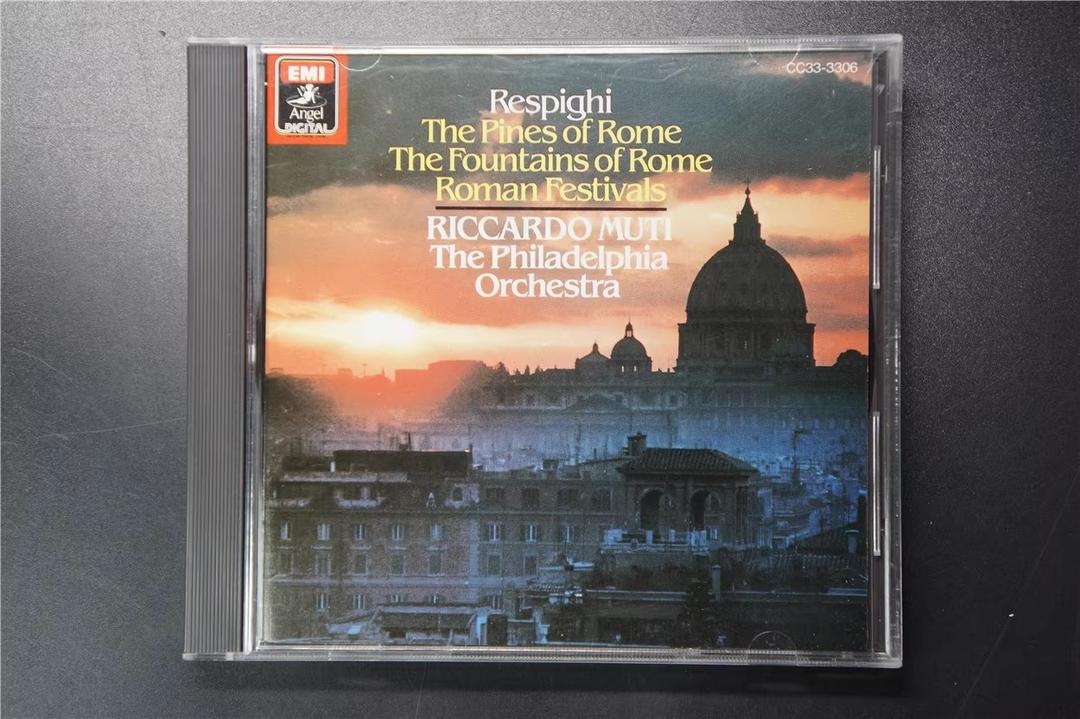 EMI
Angel
DIGITAL
CC33-3306
Respighi
The Pines of Rome
The Fountains of Rome
Roman Festivals
RICCARDO MUTI
The Philadelphia
Orchestra